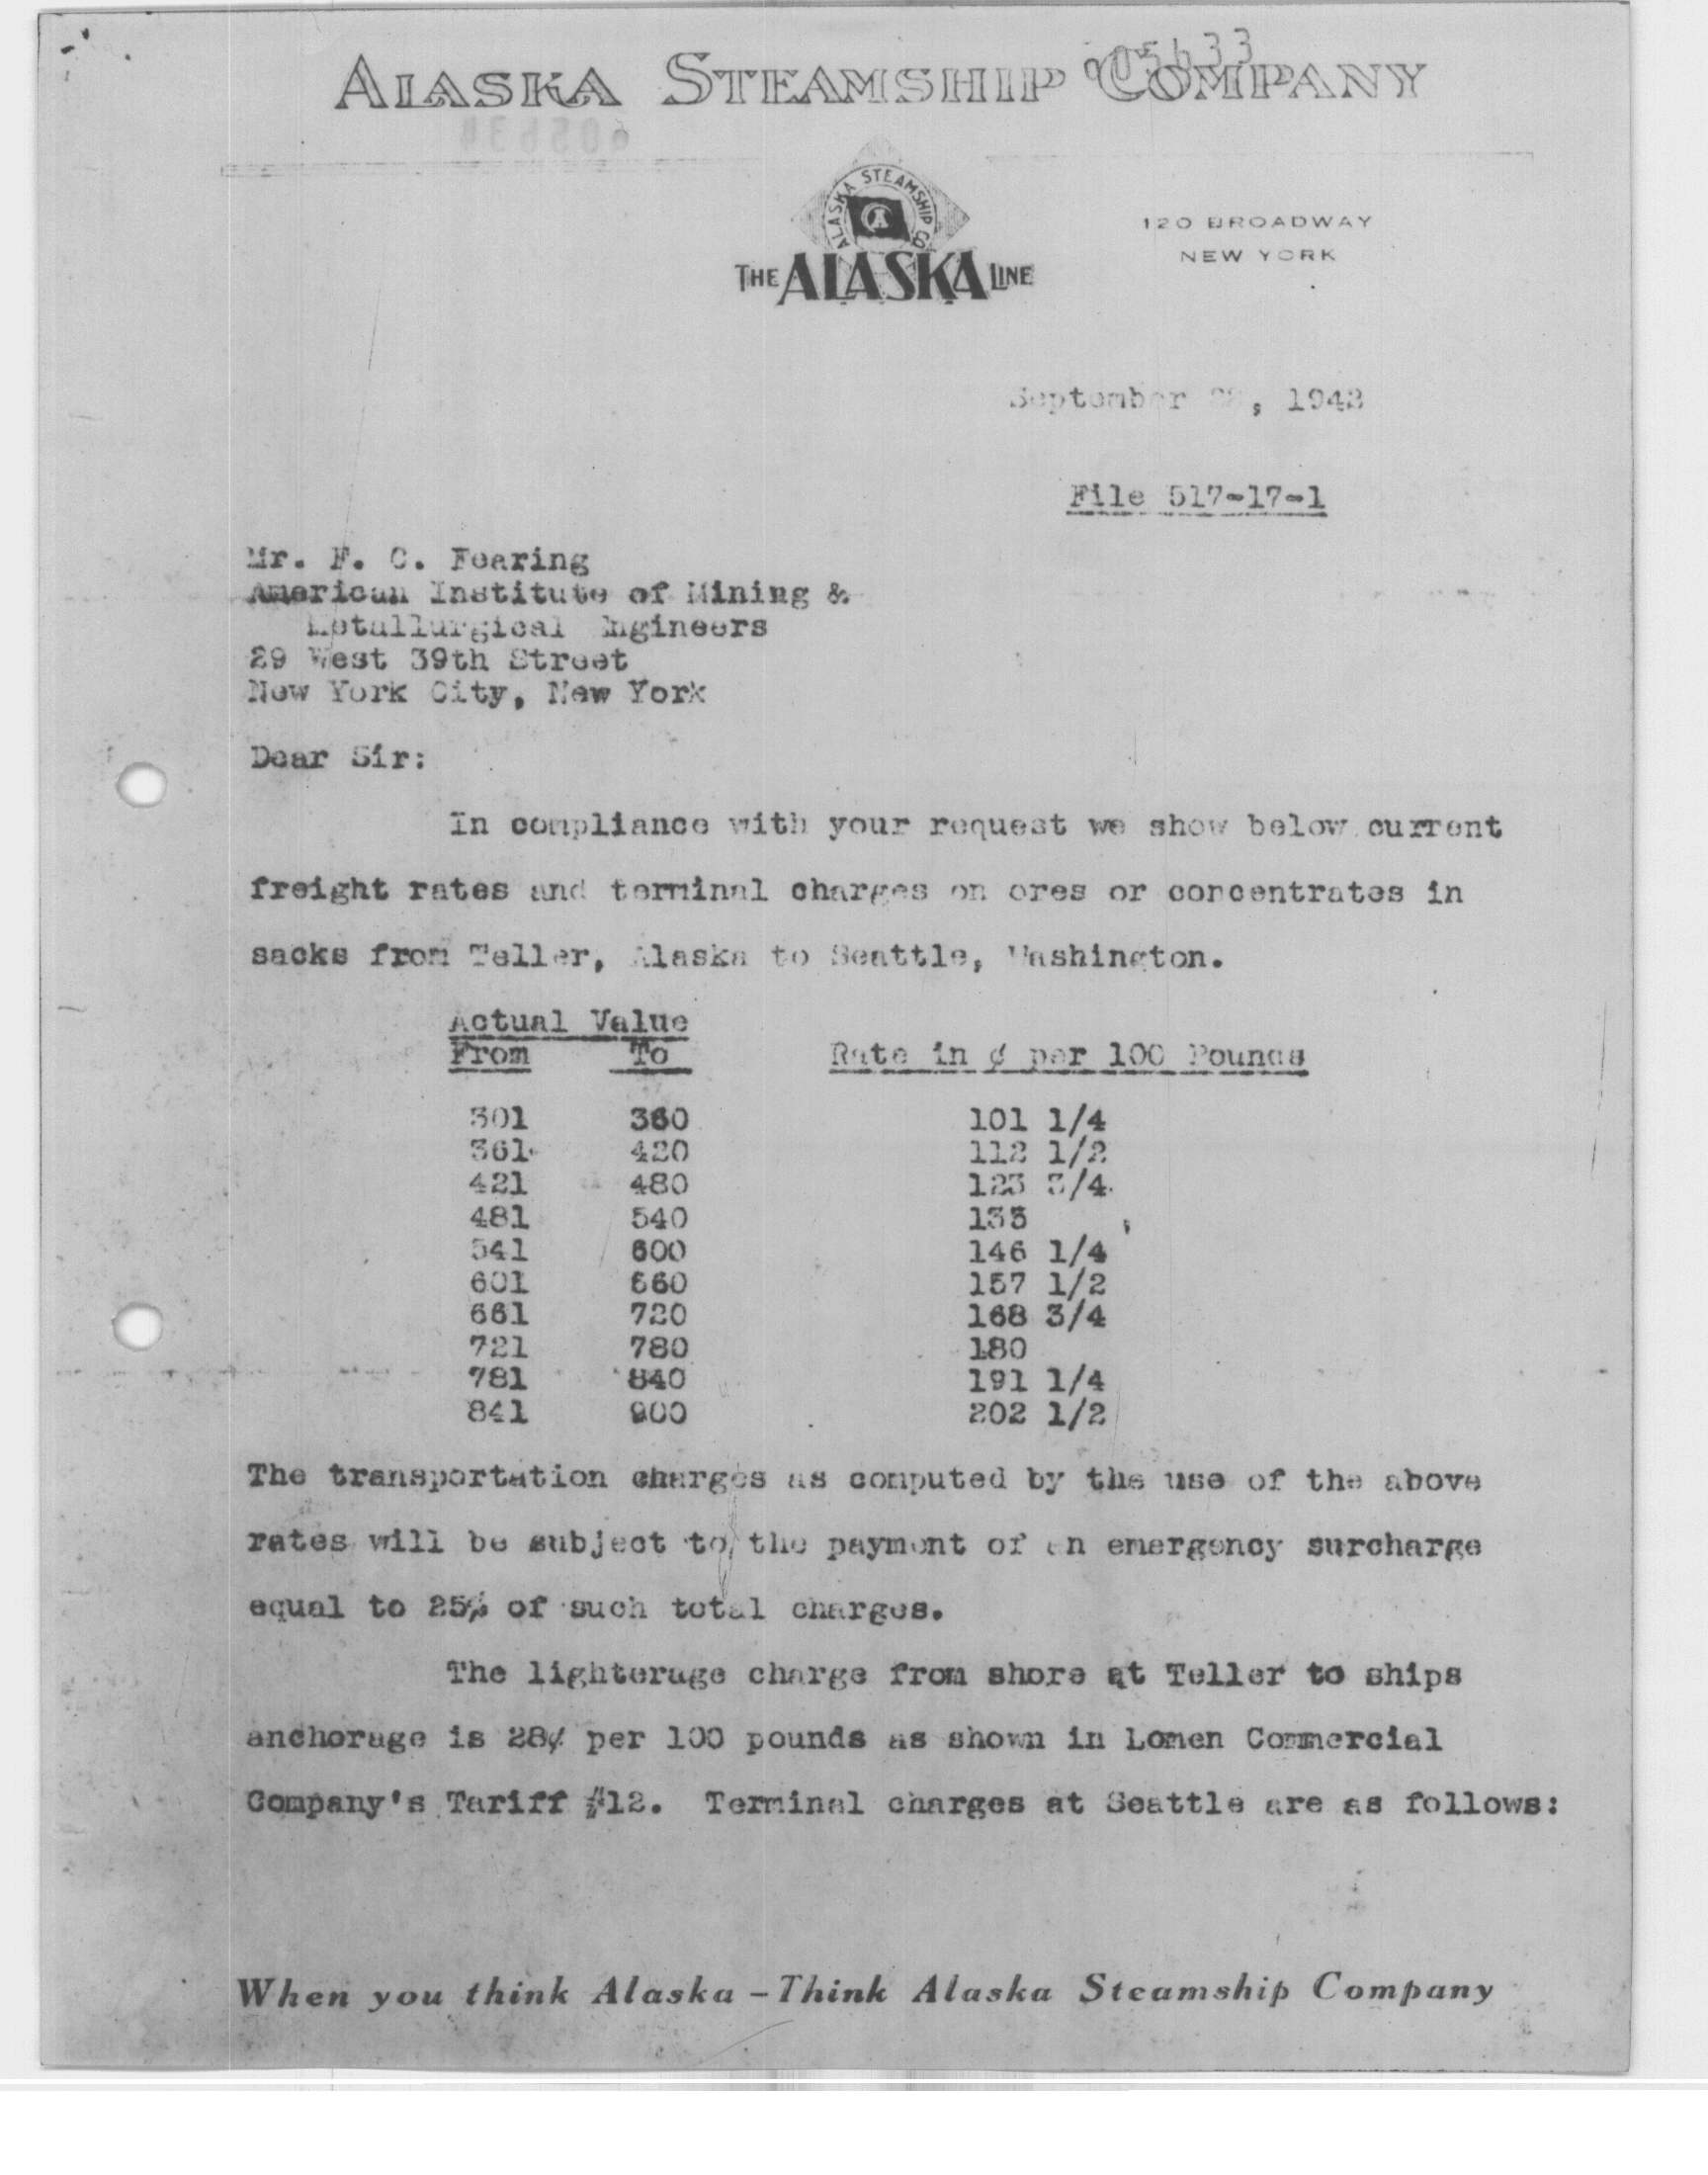 005633
ALASKA STEAMSHIP COMPANY
ALASKA STEAMSHIP CO
A
THE ALASKA LINE
120 BROADWAY
NEW YORK
September , 1942
File 517-17-1
Mr. F. C. Fearing
American Institute of Mining &
Metallurgical Engineers
29 West 39th Street
New York City, New York
Dear Sir:
In compliance with your request we show below current
freight rates and terminal charges on ores or concentrates in
sacks from Teller, Alaska to Seattle, Washington.
Actual Value
From To Rate in ¢ per 100 Pounds
301 360 101 1/4
361 420 112 1/2
421 480 123 3/4
481 540 135
541 600 146 1/4
601 660 157 1/2
661 720 168 3/4
721 780 180
781 840 191 1/4
841 900 202 1/2
The transportation charges as computed by the use of the above
rates will be subject to the payment of an emergency surcharge
equal to 25% of such total charges.
The lighterage charge from shore at Teller to ships
anchorage is 28¢ per 100 pounds as shown in Lomen Commercial
Company's Tariff #12. Terminal charges at Seattle are as follows:
When you think Alaska – Think Alaska Steamship Company